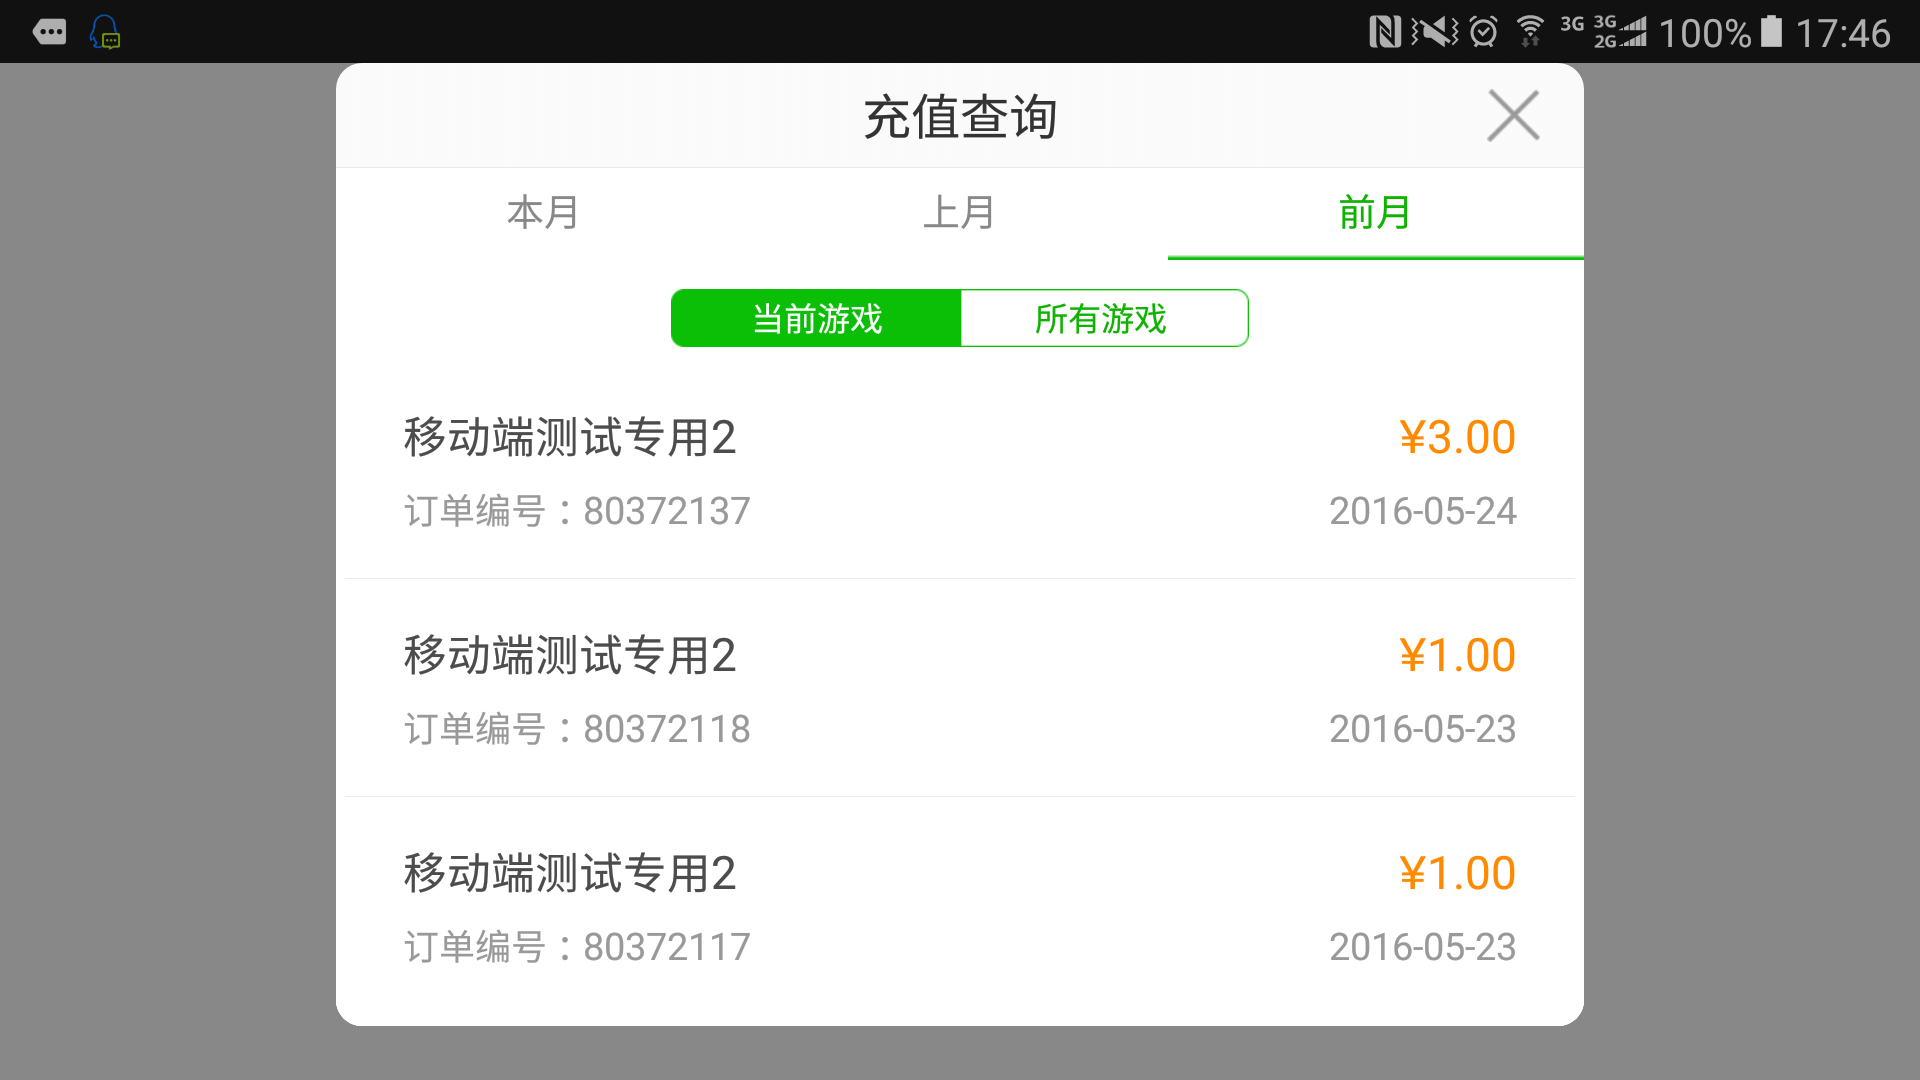 3G 3G 2G 100% 17:46
充值查询
本月 上月 前月
当前游戏 所有游戏
移动端测试专用2 ¥3.00
订单编号：80372137 2016-05-24
移动端测试专用2 ¥1.00
订单编号：80372118 2016-05-23
移动端测试专用2 ¥1.00
订单编号：80372117 2016-05-23